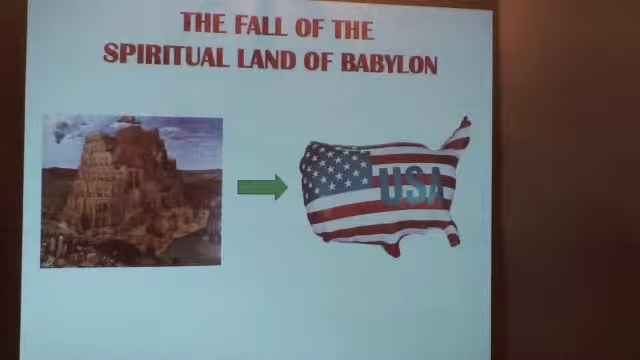 THE FALL OF THE
SPIRITUAL LAND OF BABYLON
USA